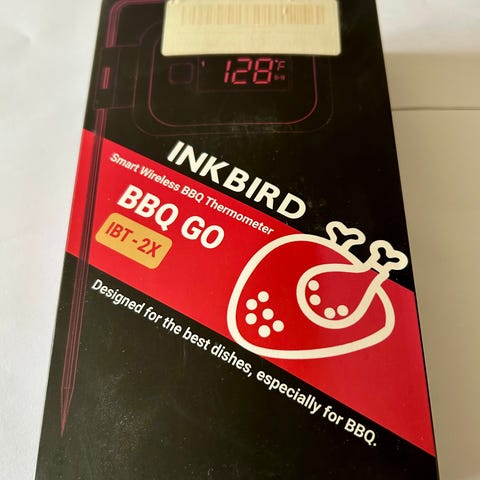 128°F
INKBIRD
Smart Wireless BBQ Thermometer
BBQ GO
IBT-2X
Designed for the best dishes, especially for BBQ.